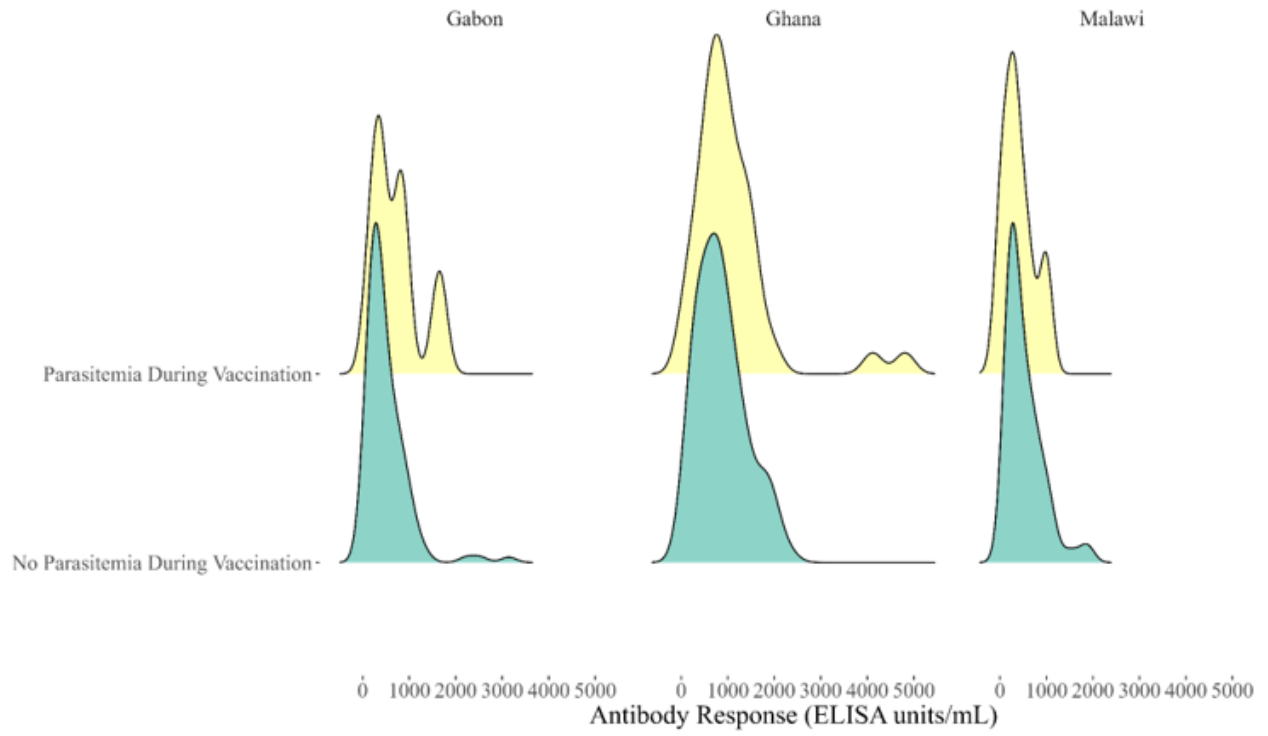 Gabon Ghana Malawi
Parasitemia During Vaccination
No Parasitemia During Vaccination
0 1000 2000 3000 4000 5000 0 1000 2000 3000 4000 5000 0 1000 2000 3000 4000 5000
Antibody Response (ELISA units/mL)